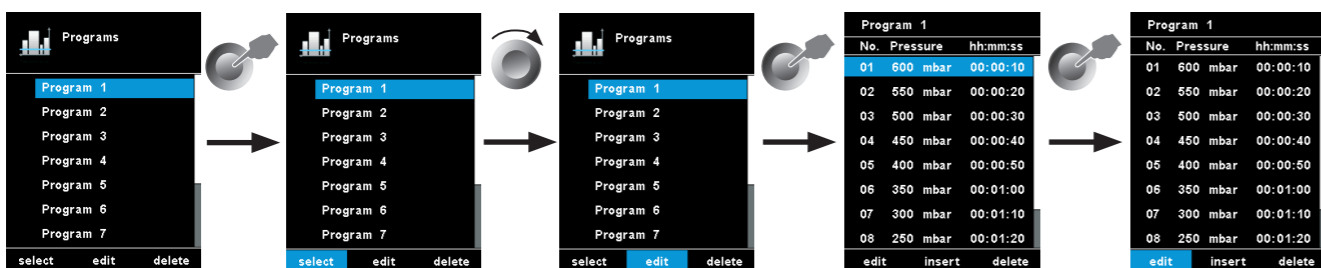 Programs
Program 1
Program 2
Program 3
Program 4
Program 5
Program 6
Program 7
select edit delete
Programs
Program 1
Program 2
Program 3
Program 4
Program 5
Program 6
Program 7
select edit delete
Programs
Program 1
Program 2
Program 3
Program 4
Program 5
Program 6
Program 7
select edit delete
Program 1
No. Pressure hh:mm:ss
01 600 mbar 00:00:10
02 550 mbar 00:00:20
03 500 mbar 00:00:30
04 450 mbar 00:00:40
05 400 mbar 00:00:50
06 350 mbar 00:01:00
07 300 mbar 00:01:10
08 250 mbar 00:01:20
edit insert delete
Program 1
No. Pressure hh:mm:ss
01 600 mbar 00:00:10
02 550 mbar 00:00:20
03 500 mbar 00:00:30
04 450 mbar 00:00:40
05 400 mbar 00:00:50
06 350 mbar 00:01:00
07 300 mbar 00:01:10
08 250 mbar 00:01:20
edit insert delete